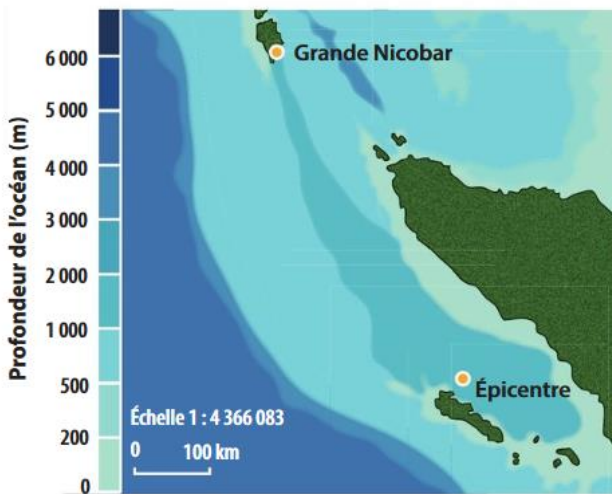 Profondeur de l'océan (m)
6 000
5 000
4 000
3 000
2 000
1 000
500
200
0
Grande Nicobar
Épicentre
Échelle 1 : 4 366 083
0 100 km